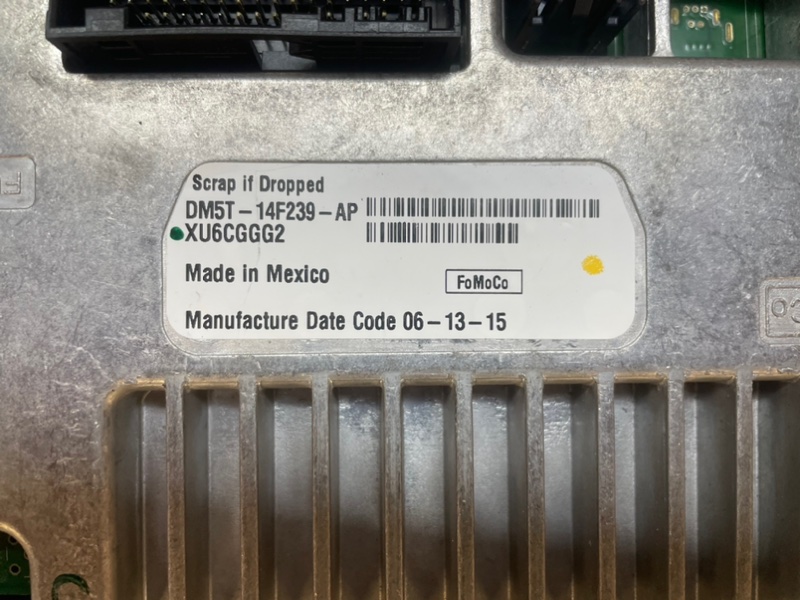 Scrap if Dropped
DM5T-14F239-AP
XU6CGGG2
Made in Mexico
FoMoCo
Manufacture Date Code 06-13-15